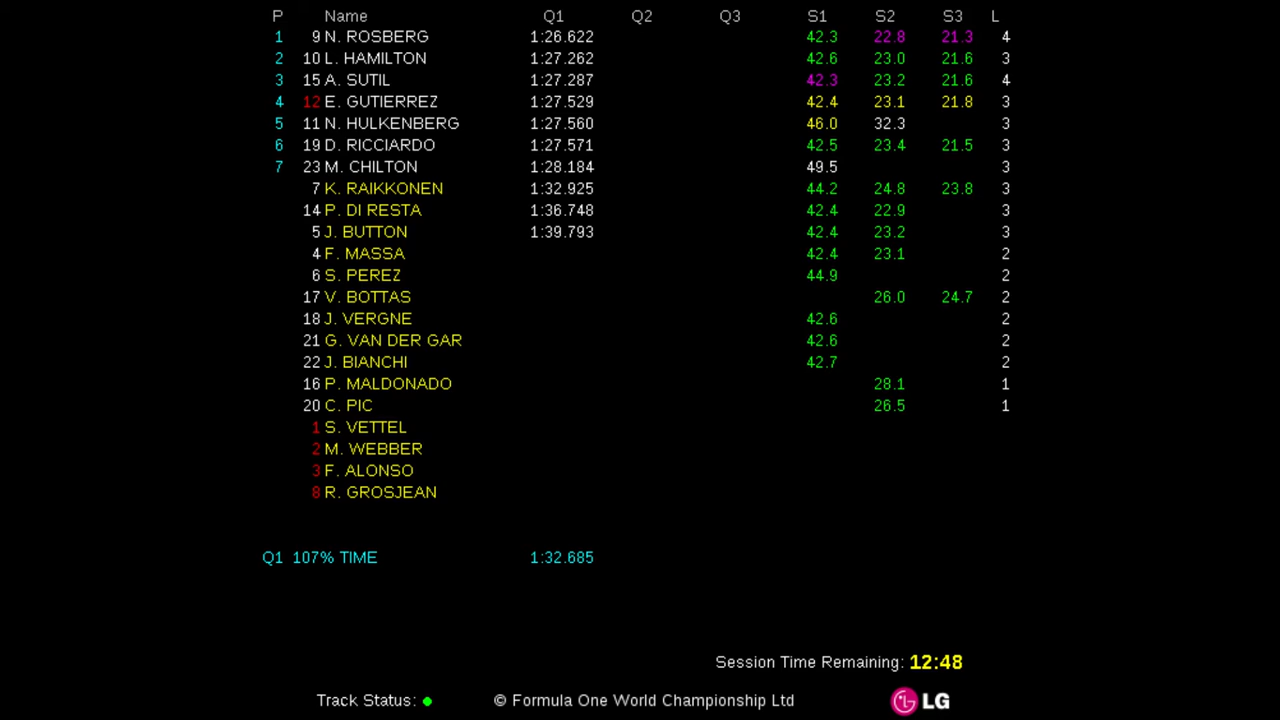 P Name Q1 Q2 Q3 S1 S2 S3 L
1 9 N. ROSBERG 1:26.622 42.3 22.8 21.3 4
2 10 L. HAMILTON 1:27.262 42.6 23.0 21.6 3
3 15 A. SUTIL 1:27.287 42.3 23.2 21.6 4
4 12 E. GUTIERREZ 1:27.529 42.4 23.1 21.8 3
5 11 N. HULKENBERG 1:27.560 46.0 32.3 3
6 19 D. RICCIARDO 1:27.571 42.5 23.4 21.5 3
7 23 M. CHILTON 1:28.184 49.5 3
7 K. RAIKKONEN 1:32.925 44.2 24.8 23.8 3
14 P. DI RESTA 1:36.748 42.4 22.9 3
5 J. BUTTON 1:39.793 42.4 23.2 3
4 F. MASSA 42.4 23.1 2
6 S. PEREZ 44.9 2
17 V. BOTTAS 26.0 24.7 2
18 J. VERGNE 42.6 2
21 G. VAN DER GAR 42.6 2
22 J. BIANCHI 42.7 2
16 P. MALDONADO 28.1 1
20 C. PIC 26.5 1
1 S. VETTEL
2 M. WEBBER
3 F. ALONSO
8 R. GROSJEAN
Q1 107% TIME 1:32.685
Session Time Remaining: 12:48
Track Status: © Formula One World Championship Ltd LG